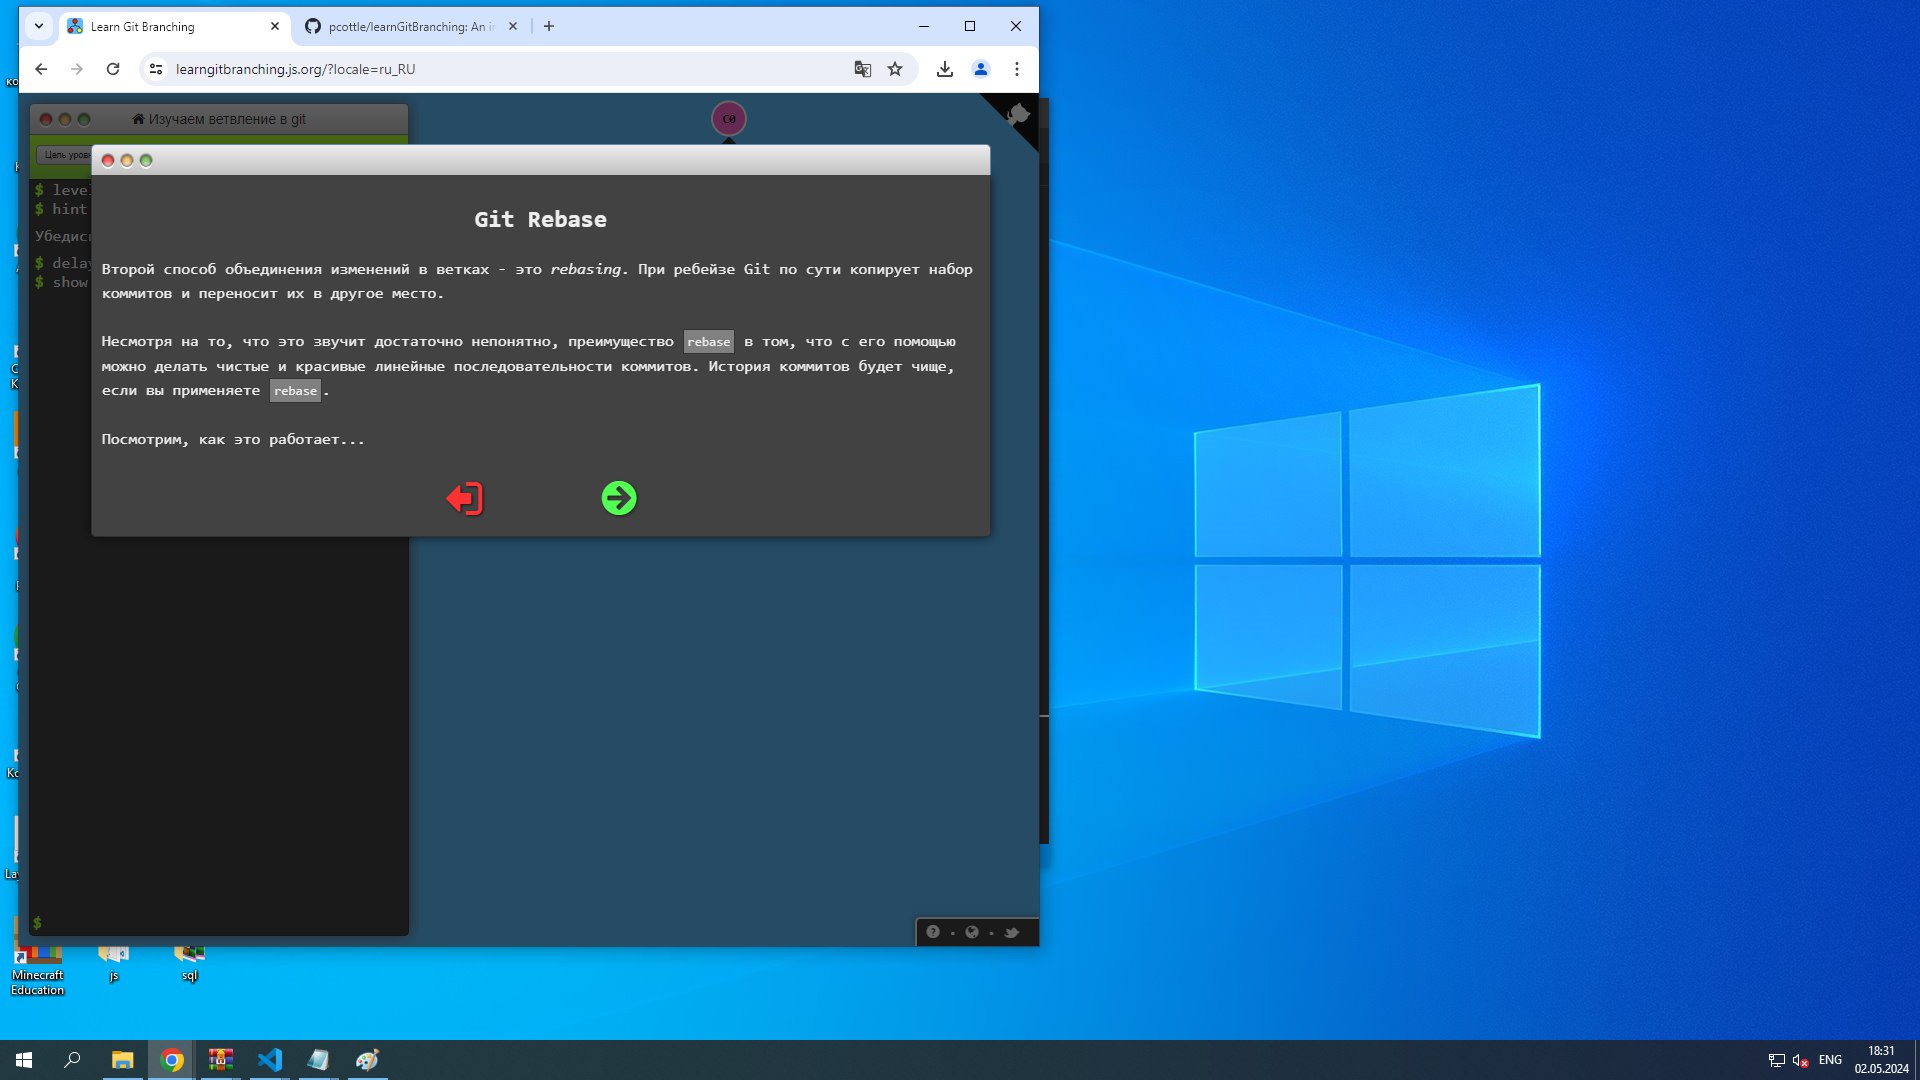 Learn Git Branching
pcottle/learnGitBranching: An i
learngitbranching.js.org/?locale=ru_RU
Изучаем ветвление в git
C0
Цель уров
$ leve
$ hint
$ dela
$ show
$
Git Rebase
Второй способ объединения изменений в ветках - это rebasing. При ребейзе Git по сути копирует набор
коммитов и переносит их в другое место.
Несмотря на то, что это звучит достаточно непонятно, преимущество rebase в том, что с его помощью
можно делать чистые и красивые линейные последовательности коммитов. История коммитов будет чище,
если вы применяете rebase.
Посмотрим, как это работает...
Minecraft
Education
js
sql
ENG
18:31
02.05.2024